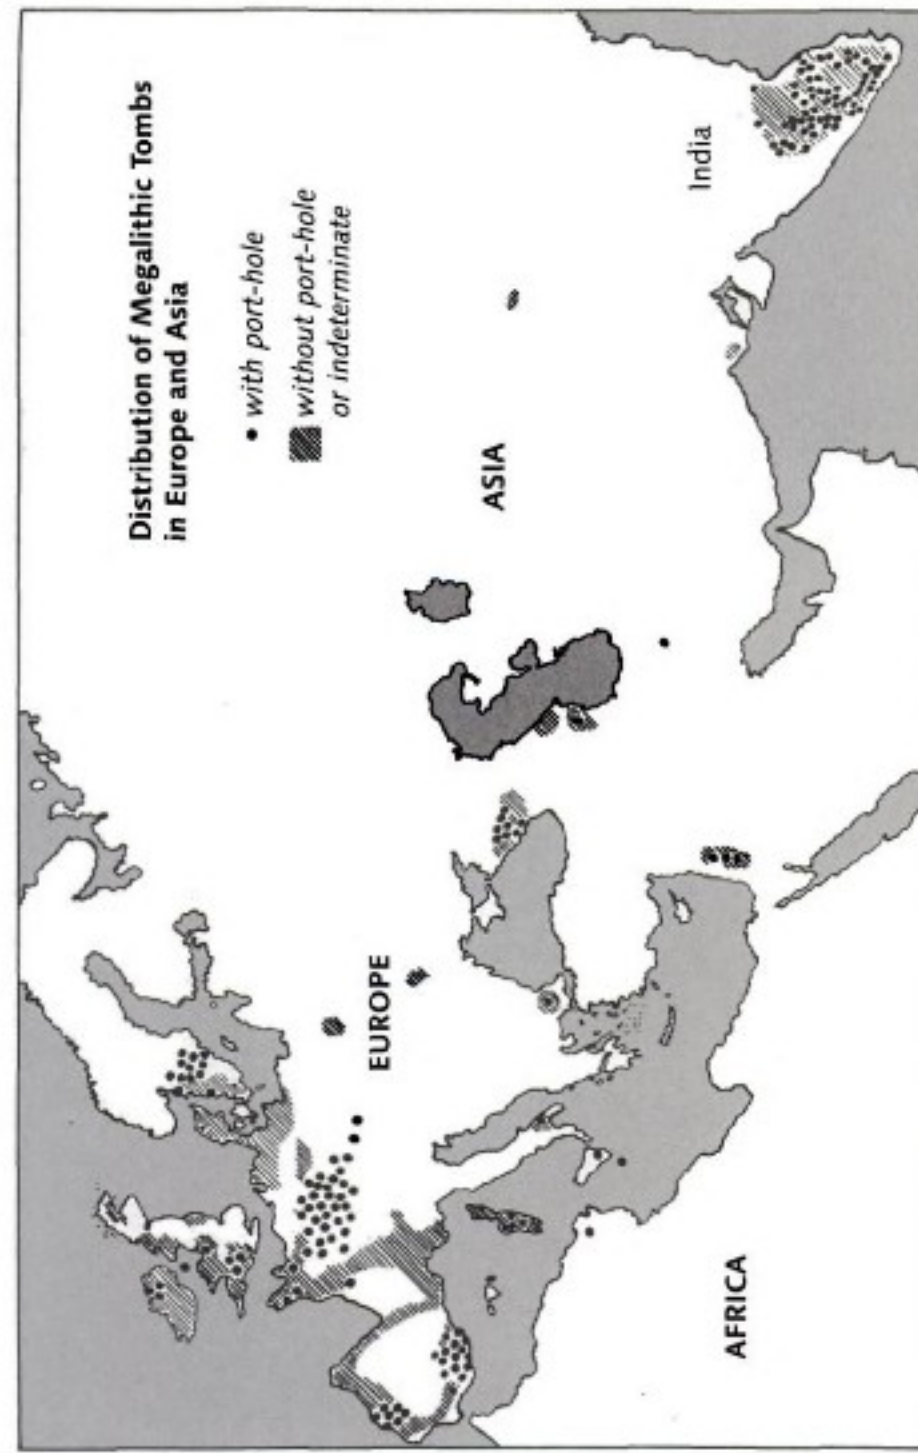 Distribution of Megalithic Tombs
in Europe and Asia
• with port-hole
without port-hole
or indeterminate
EUROPE
ASIA
India
AFRICA